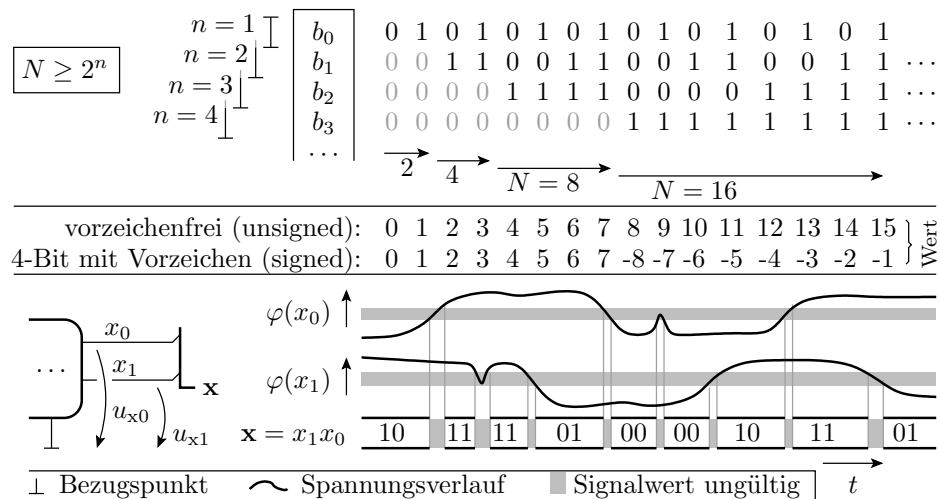 n = 1 b₀ 0 1 0 1 0 1 0 1 0 1 0 1 0 1 0 1
N ≥ 2ⁿ n = 2 b₁ 0 0 1 1 0 0 1 1 0 0 1 1 0 0 1 1 ···
n = 3 b₂ 0 0 0 0 1 1 1 1 0 0 0 0 1 1 1 1 ···
n = 4 b₃ 0 0 0 0 0 0 0 1 1 1 1 1 1 1 1 ···
...
2 4 N = 8 N = 16
vorzeichenfrei (unsigned): 0 1 2 3 4 5 6 7 8 9 10 11 12 13 14 15
4-Bit mit Vorzeichen (signed): 0 1 2 3 4 5 6 7 -8 -7 -6 -5 -4 -3 -2 -1
Wert
φ(x₀)
x₀
... x₁ x
φ(x₁)
uₓ₀
uₓ₁
x = x₁x₀ 10 11 11 01 00 00 10 11 01
Bezugspunkt Spannungsverlauf Signalwert ungültig t